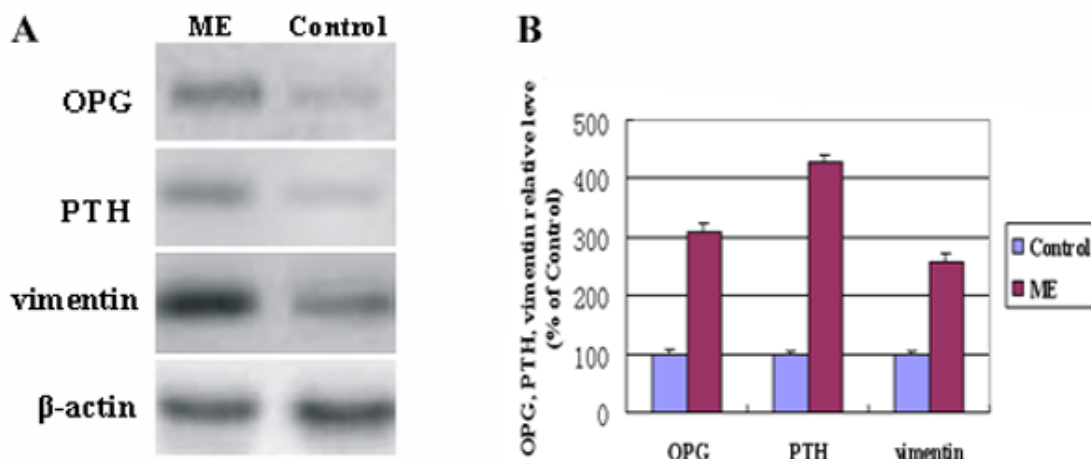 A
ME Control
OPG
PTH
vimentin
β-actin
B
OPG, PTH, vimentin relative leve
(% of Control)
500
400
300
200
100
0
OPG PTH vimentin
Control
ME